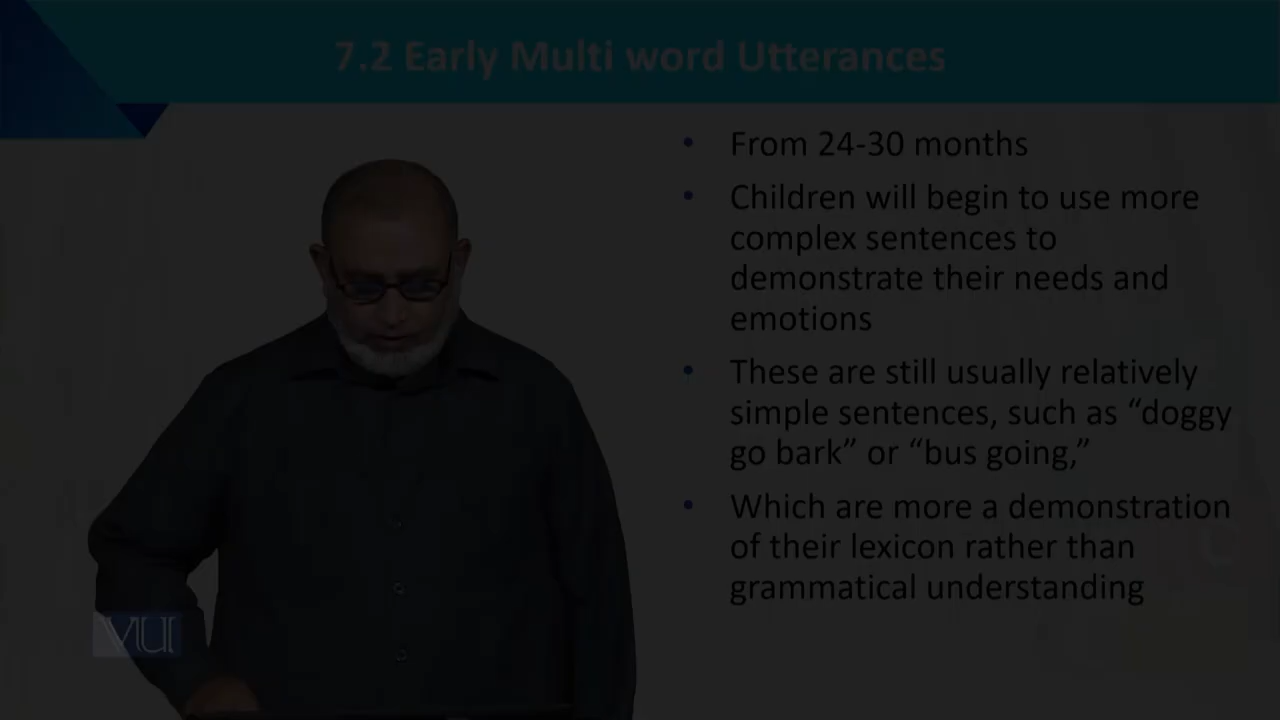 7.2 Early Multi word Utterances
• From 24-30 months
• Children will begin to use more
complex sentences to
demonstrate their needs and
emotions
• These are still usually relatively
simple sentences, such as “doggy
go bark” or “bus going,”
• Which are more a demonstration
of their lexicon rather than
grammatical understanding
VU